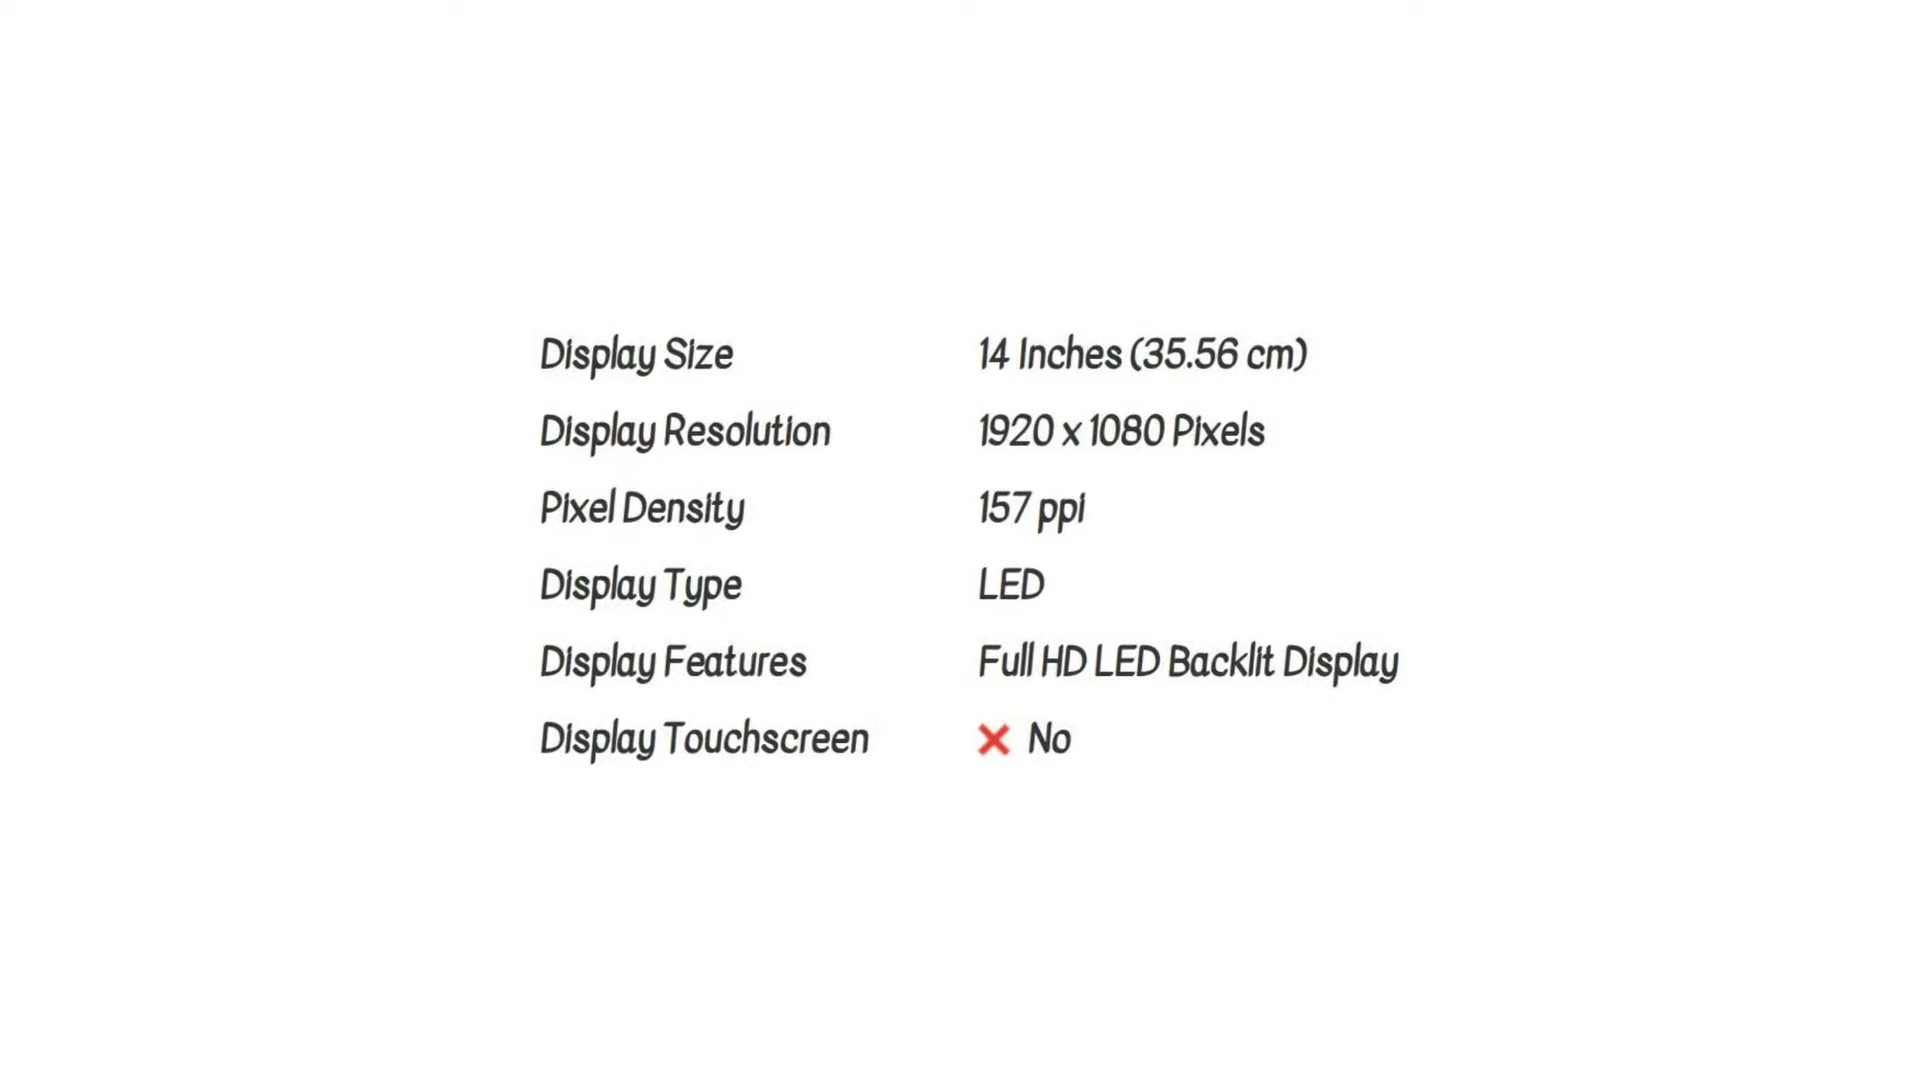 Display Size 14 Inches (35.56 cm)
Display Resolution 1920 x 1080 Pixels
Pixel Density 157 ppi
Display Type LED
Display Features Full HD LED Backlit Display
Display Touchscreen ❌ No